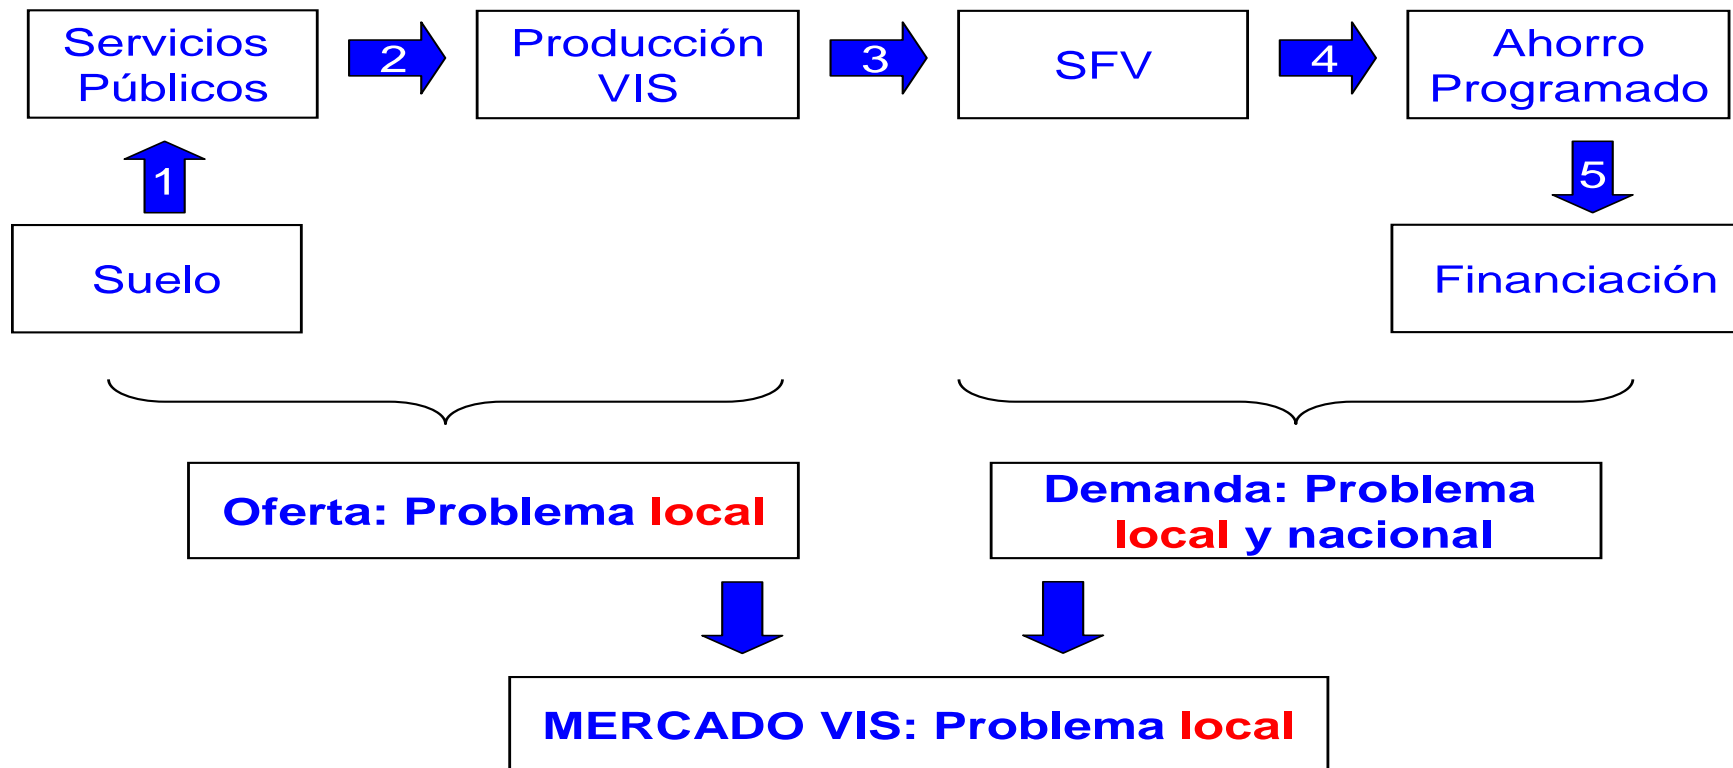 Servicios
Públicos
2
Producción
VIS
3
SFV
4
Ahorro
Programado
1
5
Suelo
Financiación
Oferta: Problema local
Demanda: Problema
local y nacional
MERCADO VIS: Problema local